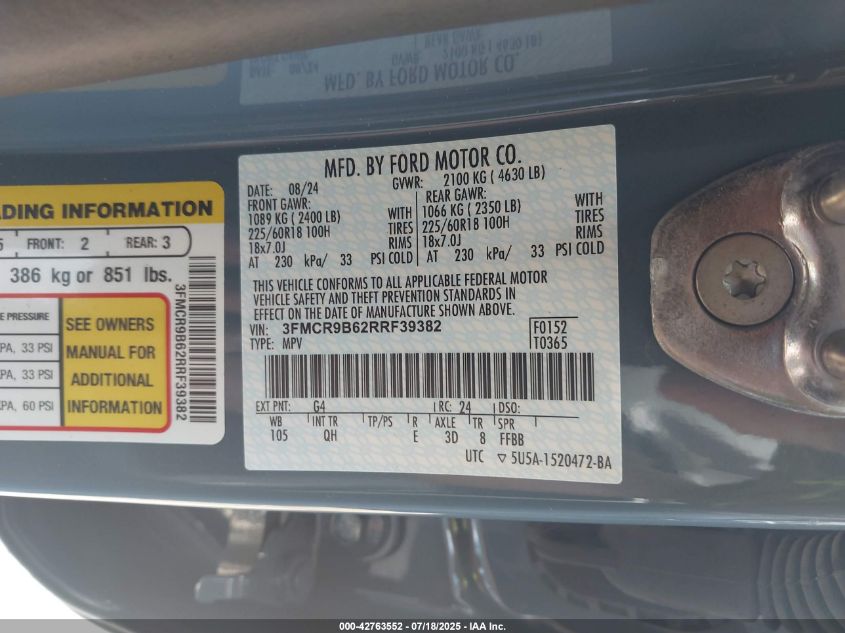 MFD. BY FORD MOTOR CO.
DATE: 08/24 GVWR: 2100 KG ( 4630 LB)
FRONT GAWR: REAR GAWR:
1089 KG (2400 LB) WITH 1066 KG ( 2350 LB) WITH
225/60R18 100H TIRES 225/60R18 100H TIRES
18x7.0J RIMS 18x7.0J RIMS
AT 230 kPa/ 33 PSI COLD AT 230 kPa/ 33 PSI COLD
THIS VEHICLE CONFORMS TO ALL APPLICABLE FEDERAL MOTOR
VEHICLE SAFETY AND THEFT PREVENTION STANDARDS IN
EFFECT ON THE DATE OF MANUFACTURE SHOWN ABOVE.
VIN: 3FMCR9B62RRF39382 F0152
TYPE: MPV T0365
EXT PNT: G4 RC: 24 DSO:
WB INT TR TP/PS R AXLE TR SPR
105 QH E 3D 8 FFBB
UTC ▽ 5U5A-1520472-BA
ADING INFORMATION
5 FRONT: 2 REAR: 3
386 kg or 851 lbs.
E PRESSURE
PA, 33 PSI
PA, 33 PSI
PA, 60 PSI
SEE OWNERS
MANUAL FOR
ADDITIONAL
INFORMATION
3FMCR9B62RRF39382
000-42763552 / 07/18/2025 - IAA Inc.